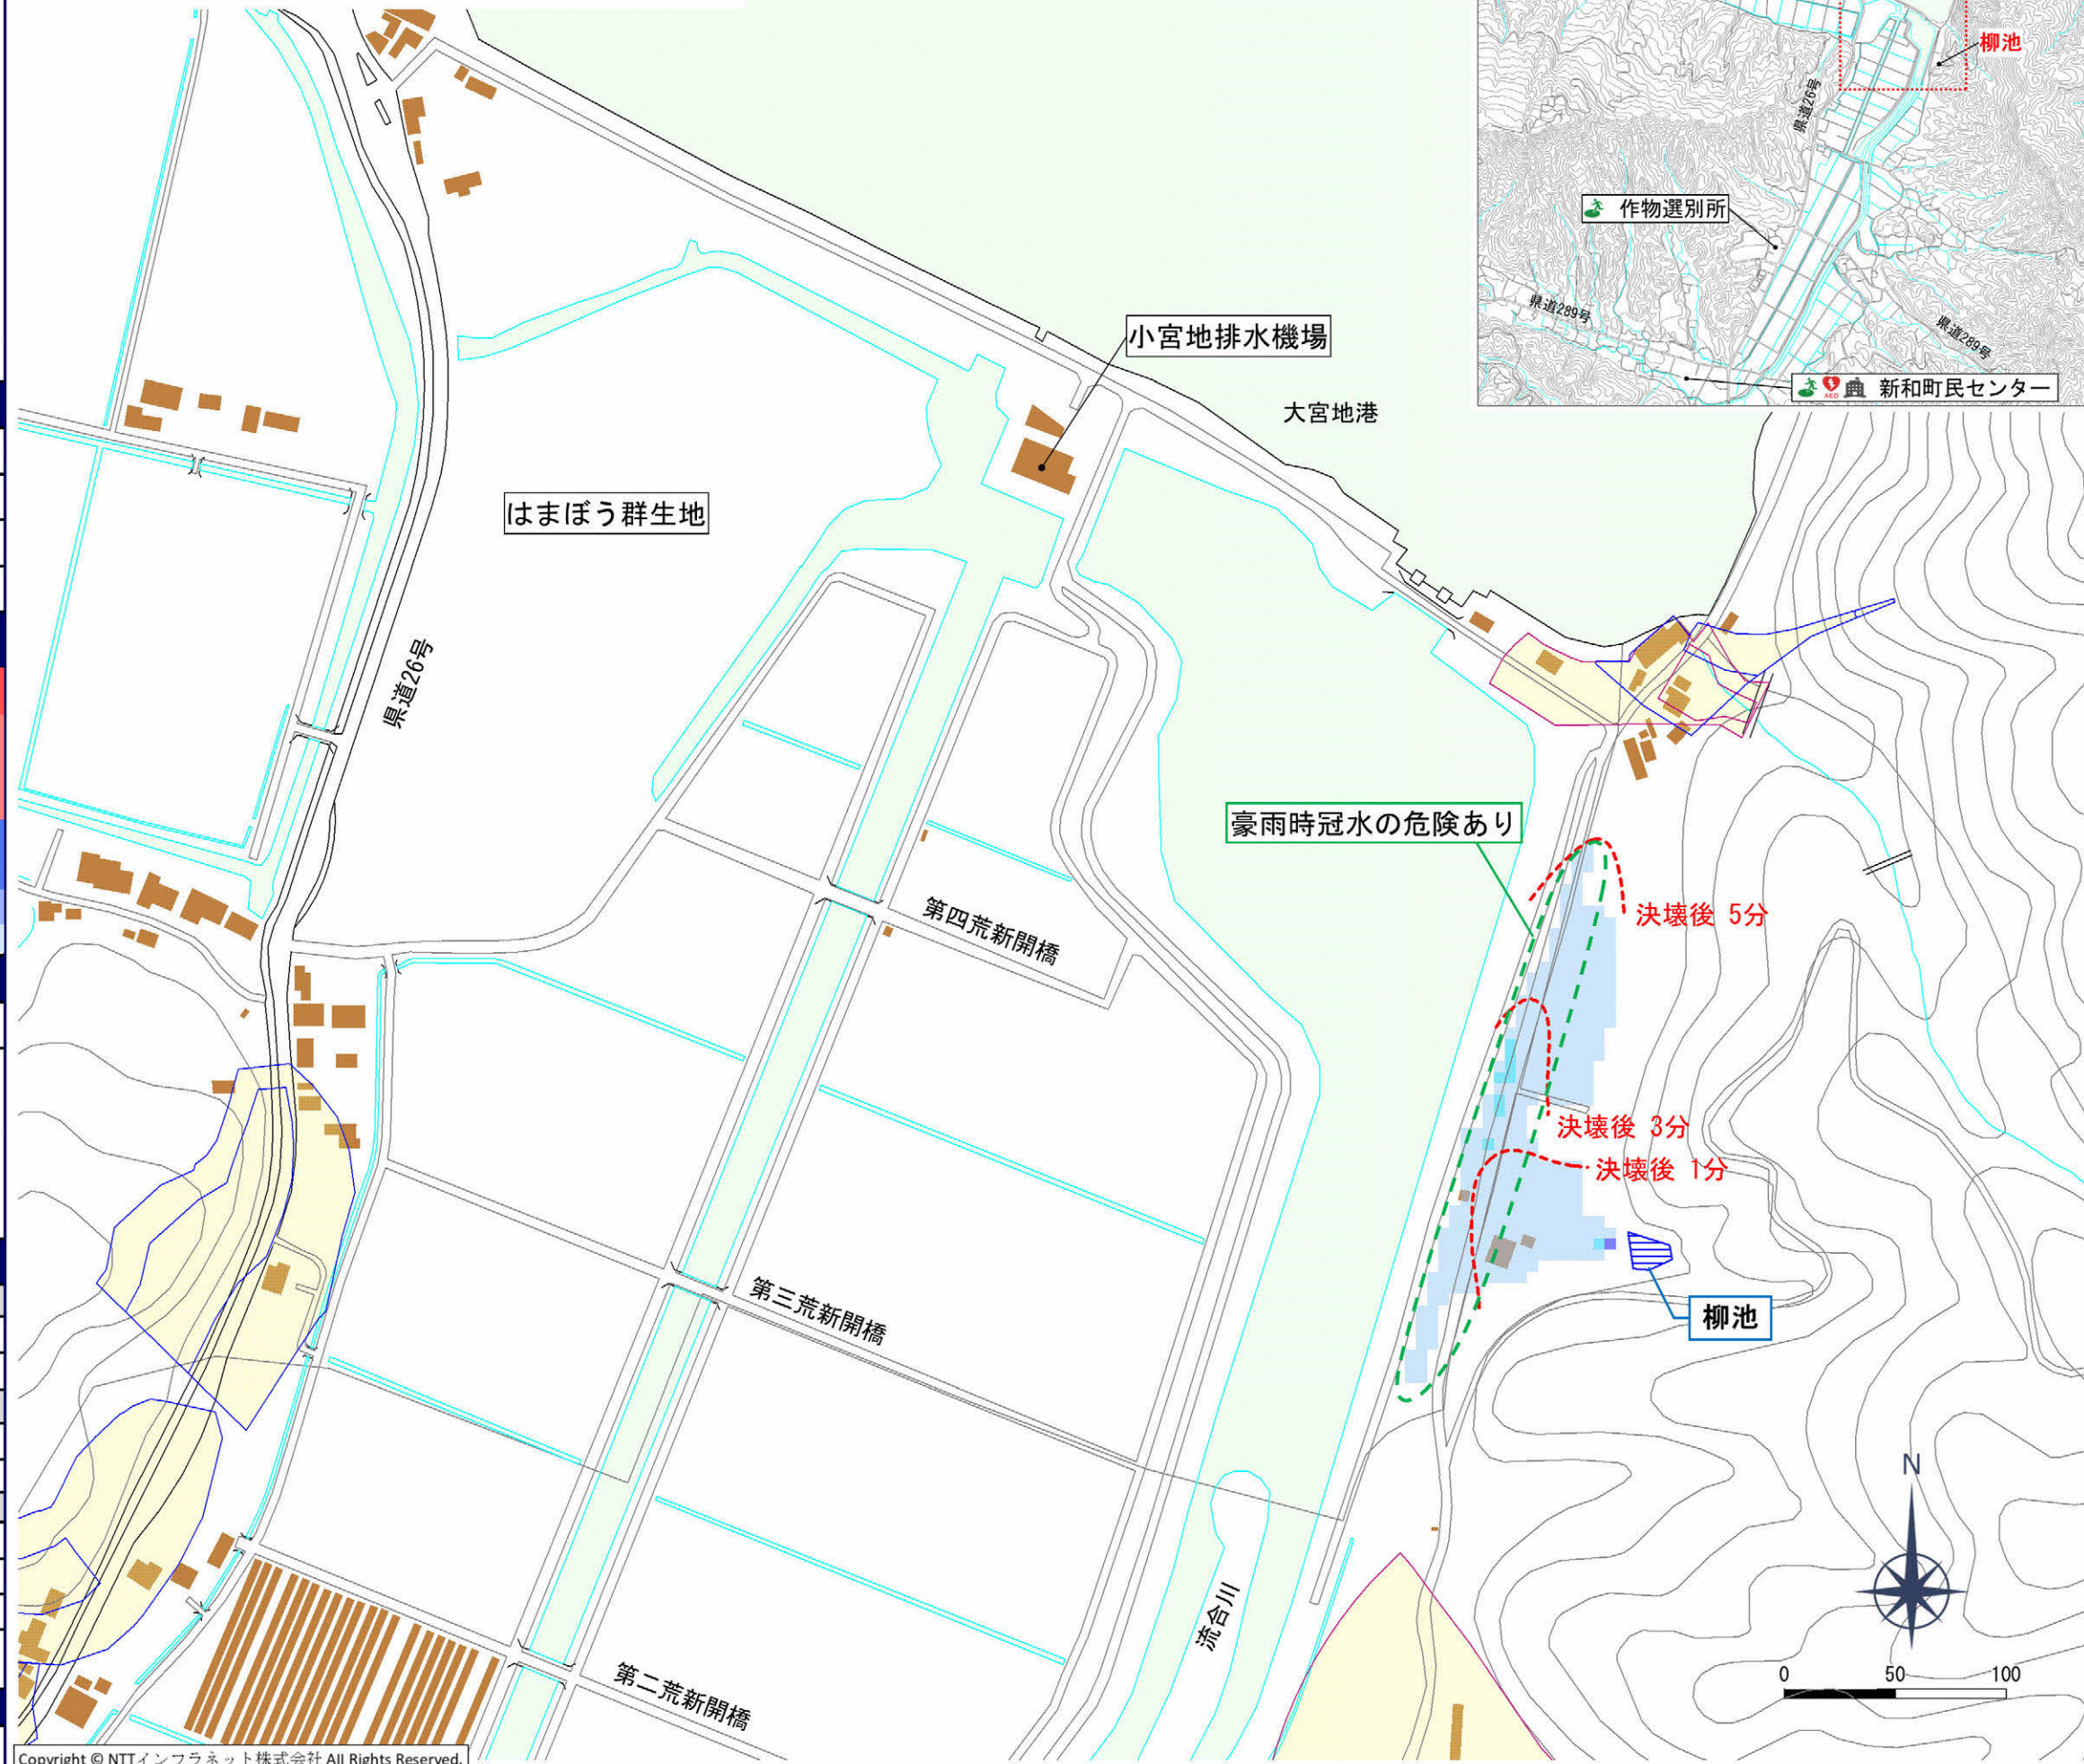 柳池
県道26号
作物選別所
県道289号
県道289号
AED
新和町民センター
小宮地排水機場
大宮地港
はまぼう群生地
県道26号
豪雨時冠水の危険あり
決壊後 5分
第四荒新開橋
決壊後 3分
決壊後 1分
柳池
第三荒新開橋
N
流合川
第二荒新開橋
0 50 100
Copyright © NTTインフラネット株式会社 All Rights Reserved.